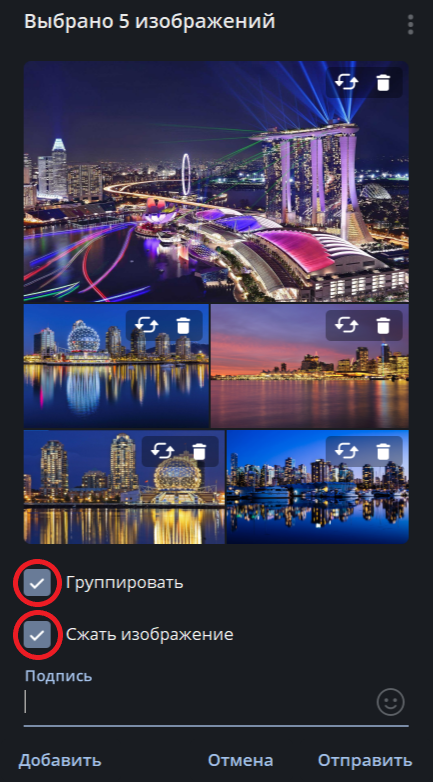 Выбрано 5 изображений
Группировать
Сжать изображение
Подпись
Добавить Отмена Отправить